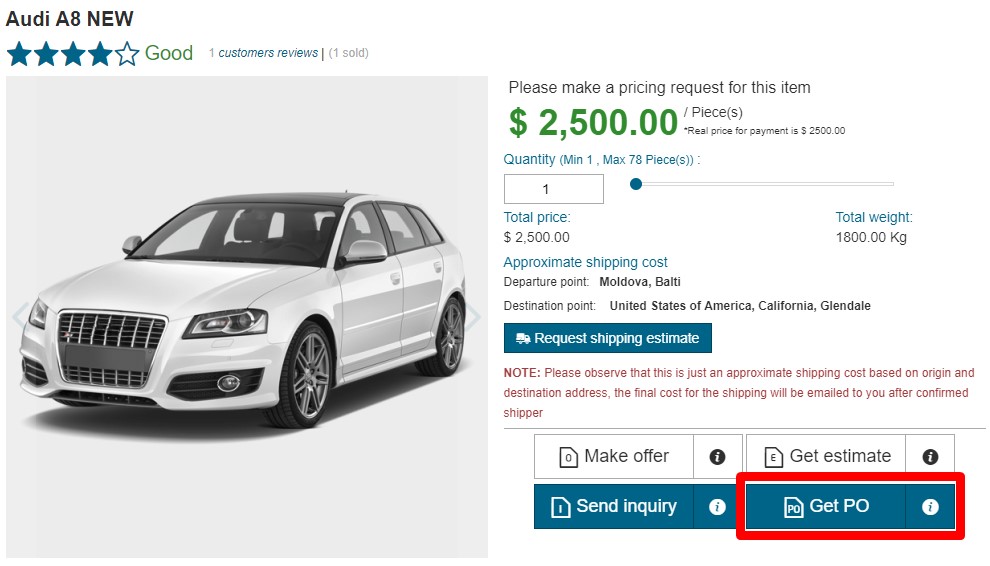 Audi A8 NEW
Good 1 customers reviews | (1 sold)
Please make a pricing request for this item
$ 2,500.00 / Piece(s)
*Real price for payment is $ 2500.00
Quantity (Min 1 , Max 78 Piece(s)) :
1
Total price: Total weight:
$ 2,500.00 1800.00 Kg
Approximate shipping cost
Departure point: Moldova, Balti
Destination point: United States of America, California, Glendale
Request shipping estimate
NOTE: Please observe that this is just an approximate shipping cost based on origin and
destination address, the final cost for the shipping will be emailed to you after confirmed
shipper
O Make offer i E Get estimate i
I Send inquiry i PO Get PO i